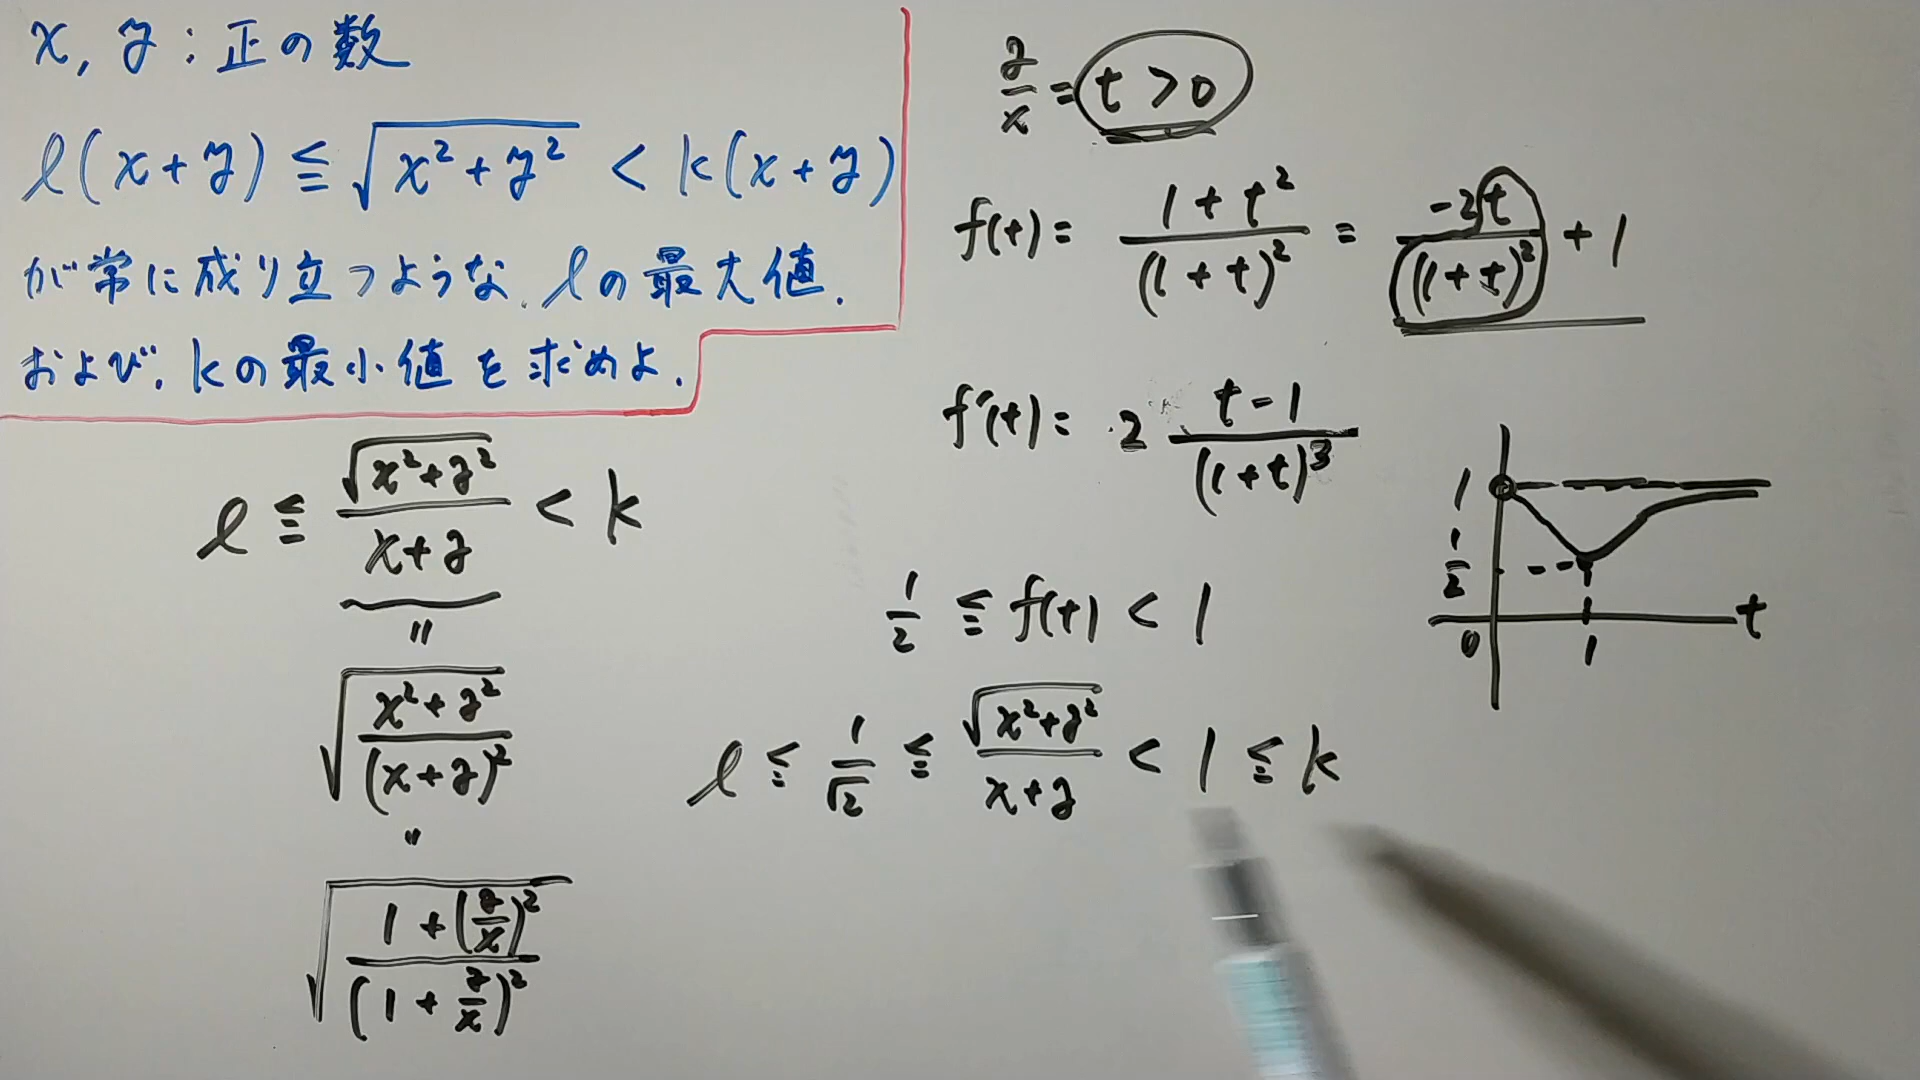 x, y : 正の数
l(x+y) ≦ √(x²+y²) < k(x+y)
が常に成り立つような. lの最大値.
および. kの最小値を求めよ.
l ≦ √(x²+y²)/(x+y) < k
〃
√((x²+y²)/(x+y)²)
〃
√((1+(y/x)²)/(1+y/x)²)
y/x = t > 0
f(t) = (1+t²)/(1+t)² = -2t/(1+t)² + 1
f'(t) = 2 (t-1)/(1+t)³
1/2 ≦ f(t) < 1
l ≦ 1/√2 ≦ √(x²+y²)/(x+y) < 1 ≦ k
1
1/2
0
1
t